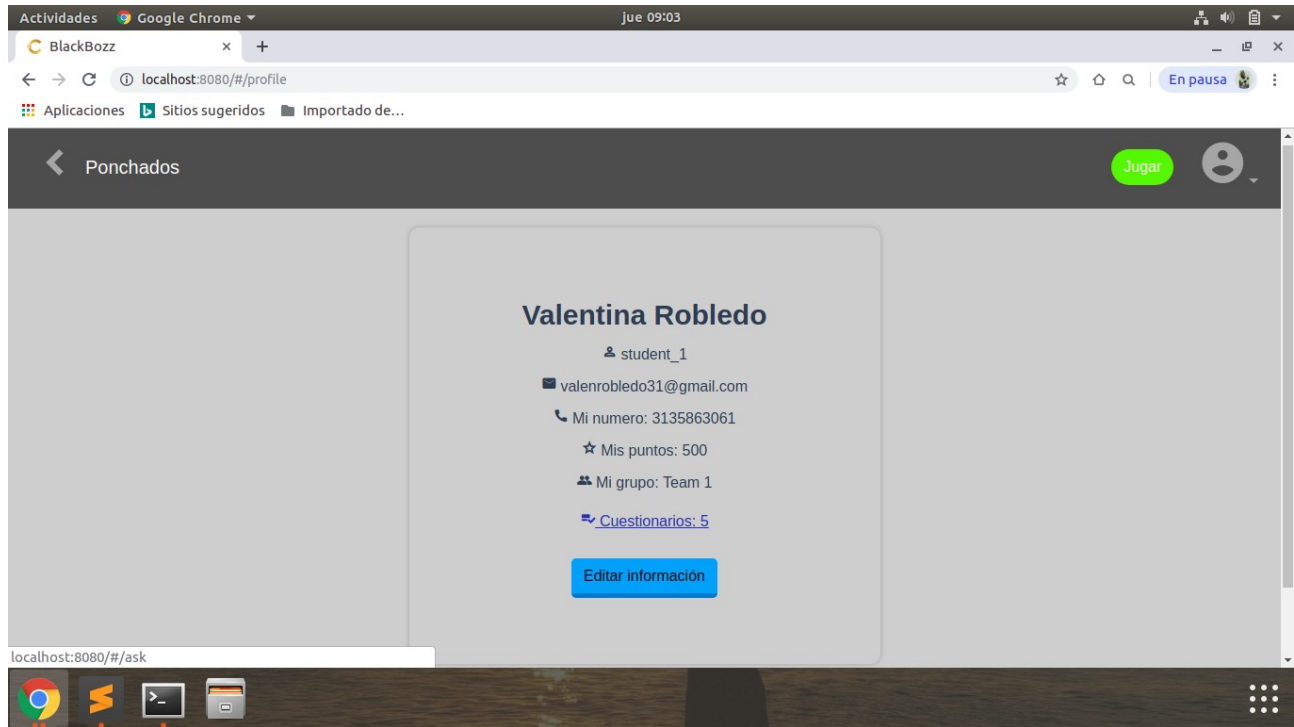 Actividades Google Chrome jue 09:03
BlackBozz
localhost:8080/#/profile En pausa
Aplicaciones Sitios sugeridos Importado de...
Ponchados Jugar
Valentina Robledo
student_1
valenrobledo31@gmail.com
Mi numero: 3135863061
Mis puntos: 500
Mi grupo: Team 1
Cuestionarios: 5
Editar información
localhost:8080/#/ask